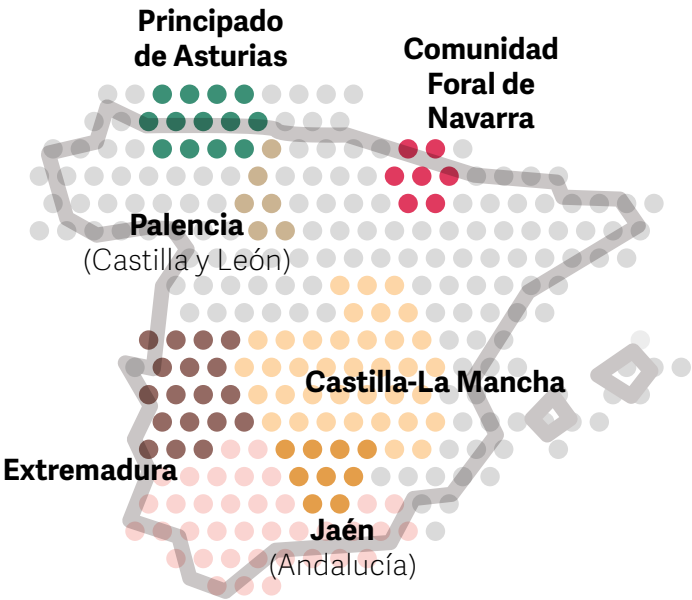 Principado
de Asturias
Comunidad
Foral de
Navarra
Palencia
(Castilla y León)
Castilla-La Mancha
Extremadura
Jaén
(Andalucía)